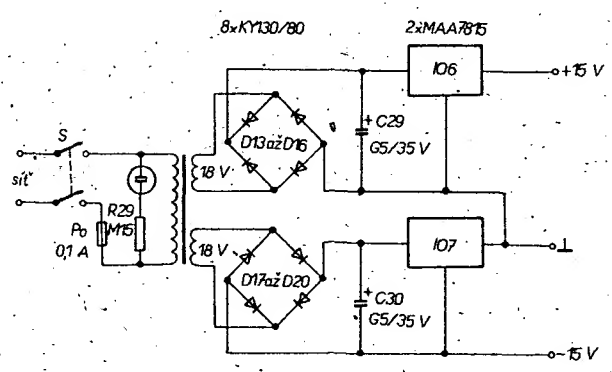 8xKY130/80
2xMAA7815
IO6
+15 V
+ C29
G5/35 V
D13 až D16
S
18 V
síť
R29
M15
Po
0,1 A
18 V
IO7
⊥
D17 až D20
+ C30
G5/35 V
-15 V